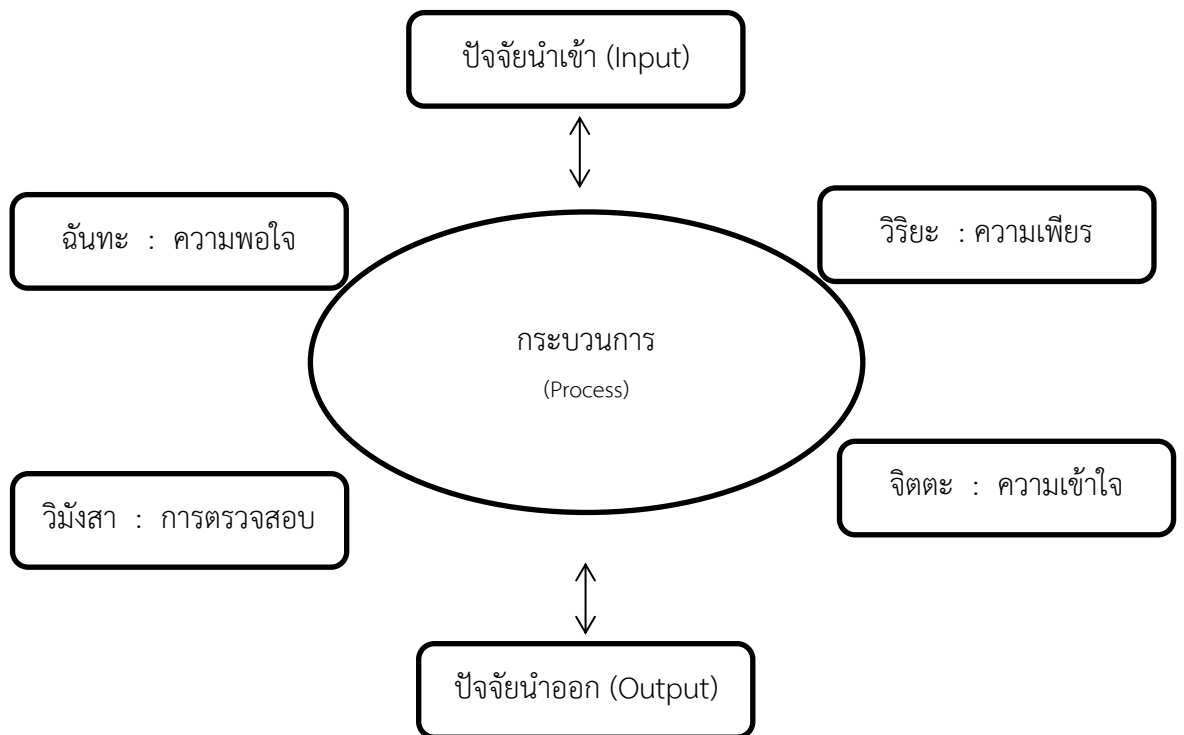 ปัจจัยนำเข้า (Input)
ฉันทะ : ความพอใจ
วิริยะ : ความเพียร
กระบวนการ
(Process)
วิมังสา : การตรวจสอบ
จิตตะ : ความเข้าใจ
ปัจจัยนำออก (Output)